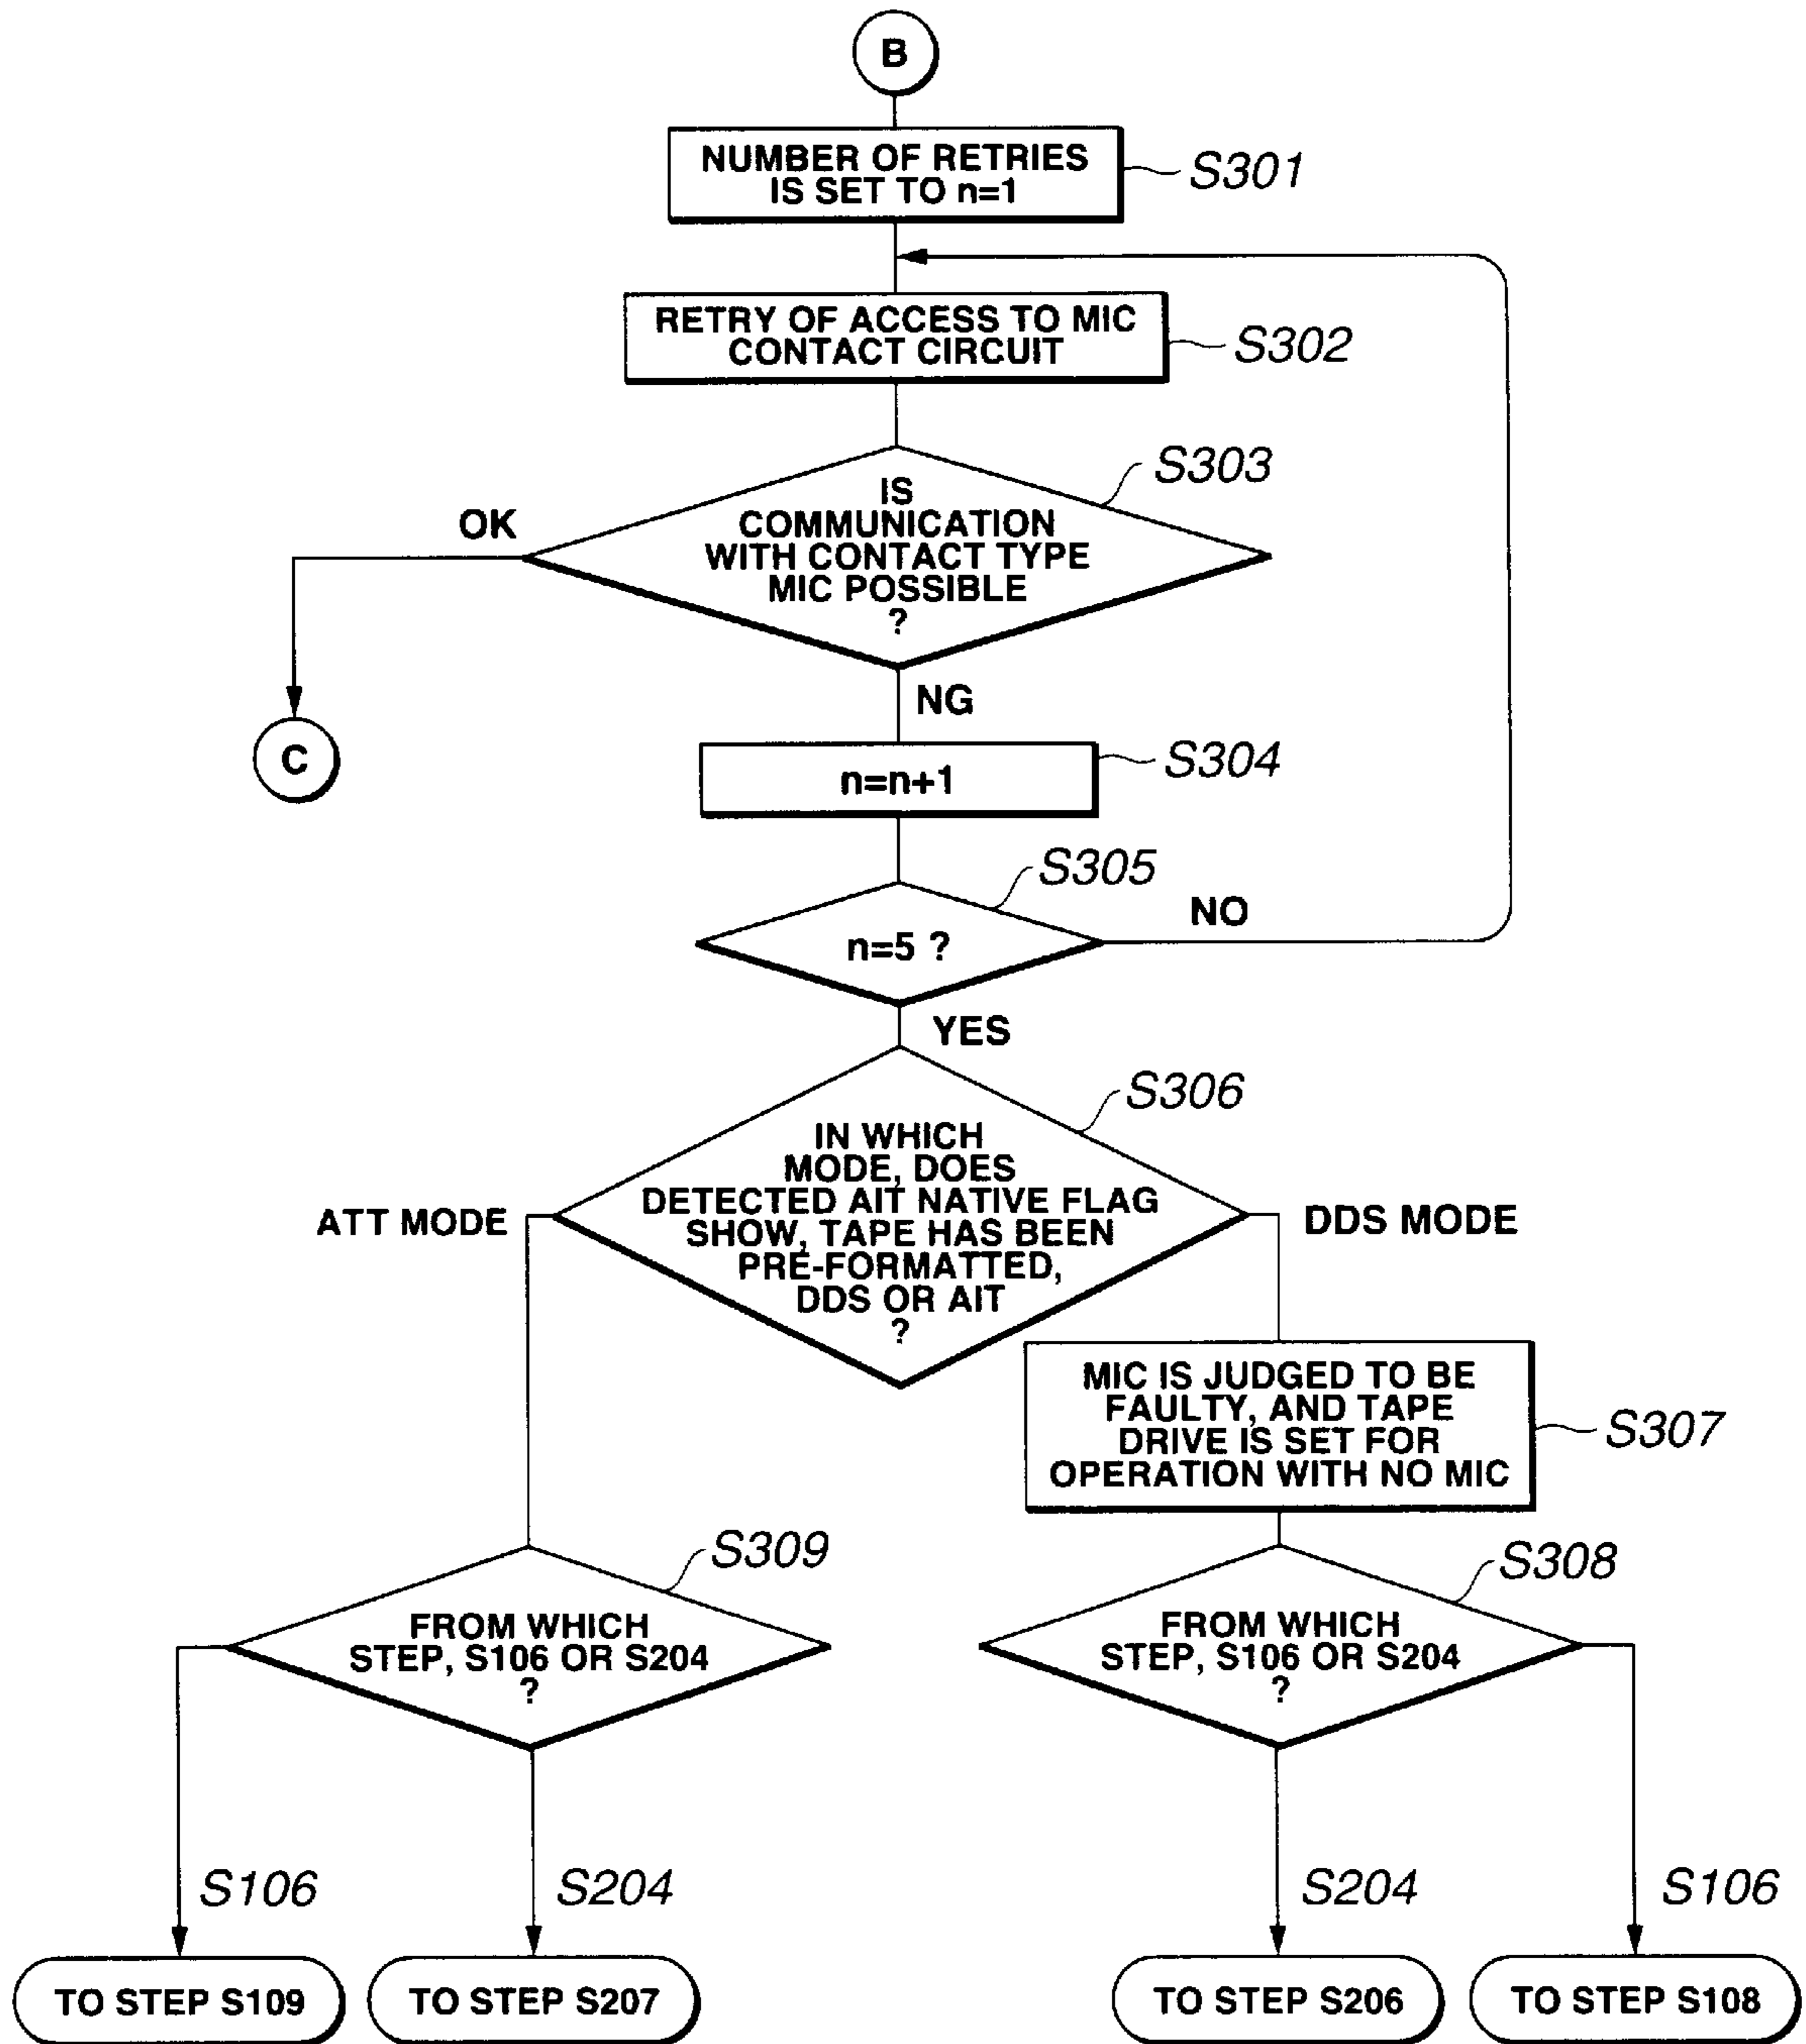 B
NUMBER OF RETRIES
IS SET TO n=1
S301
RETRY OF ACCESS TO MIC
CONTACT CIRCUIT
S302
S303
IS
COMMUNICATION
WITH CONTACT TYPE
MIC POSSIBLE
?
OK
NG
C
n=n+1
S304
S305
n=5 ?
NO
YES
S306
IN WHICH
MODE, DOES
DETECTED AIT NATIVE FLAG
SHOW, TAPE HAS BEEN
PRE-FORMATTED,
DDS OR AIT
?
ATT MODE
DDS MODE
MIC IS JUDGED TO BE
FAULTY, AND TAPE
DRIVE IS SET FOR
OPERATION WITH NO MIC
S307
S309
FROM WHICH
STEP, S106 OR S204
?
S308
FROM WHICH
STEP, S106 OR S204
?
S106
S204
S204
S106
TO STEP S109
TO STEP S207
TO STEP S206
TO STEP S108